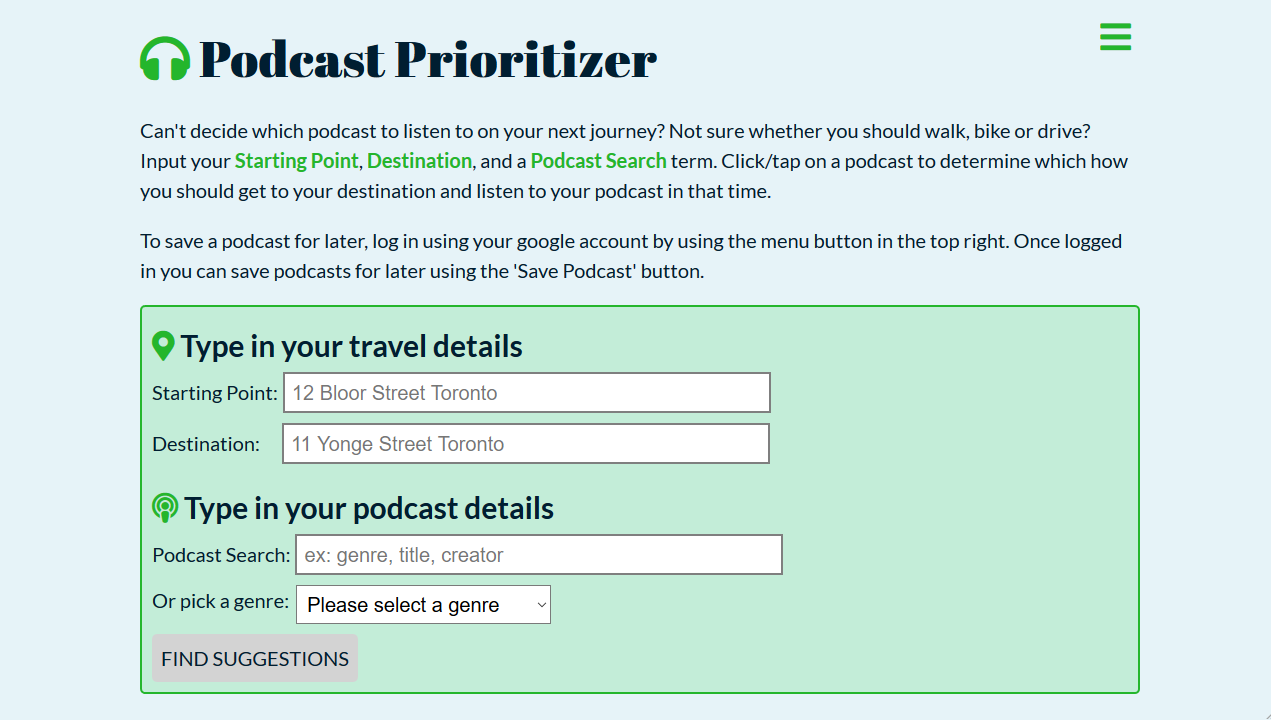 Podcast Prioritizer
Can't decide which podcast to listen to on your next journey? Not sure whether you should walk, bike or drive?
Input your Starting Point, Destination, and a Podcast Search term. Click/tap on a podcast to determine which how
you should get to your destination and listen to your podcast in that time.
To save a podcast for later, log in using your google account by using the menu button in the top right. Once logged
in you can save podcasts for later using the 'Save Podcast' button.
Type in your travel details
Starting Point: 12 Bloor Street Toronto
Destination: 11 Yonge Street Toronto
Type in your podcast details
Podcast Search: ex: genre, title, creator
Or pick a genre: Please select a genre
FIND SUGGESTIONS